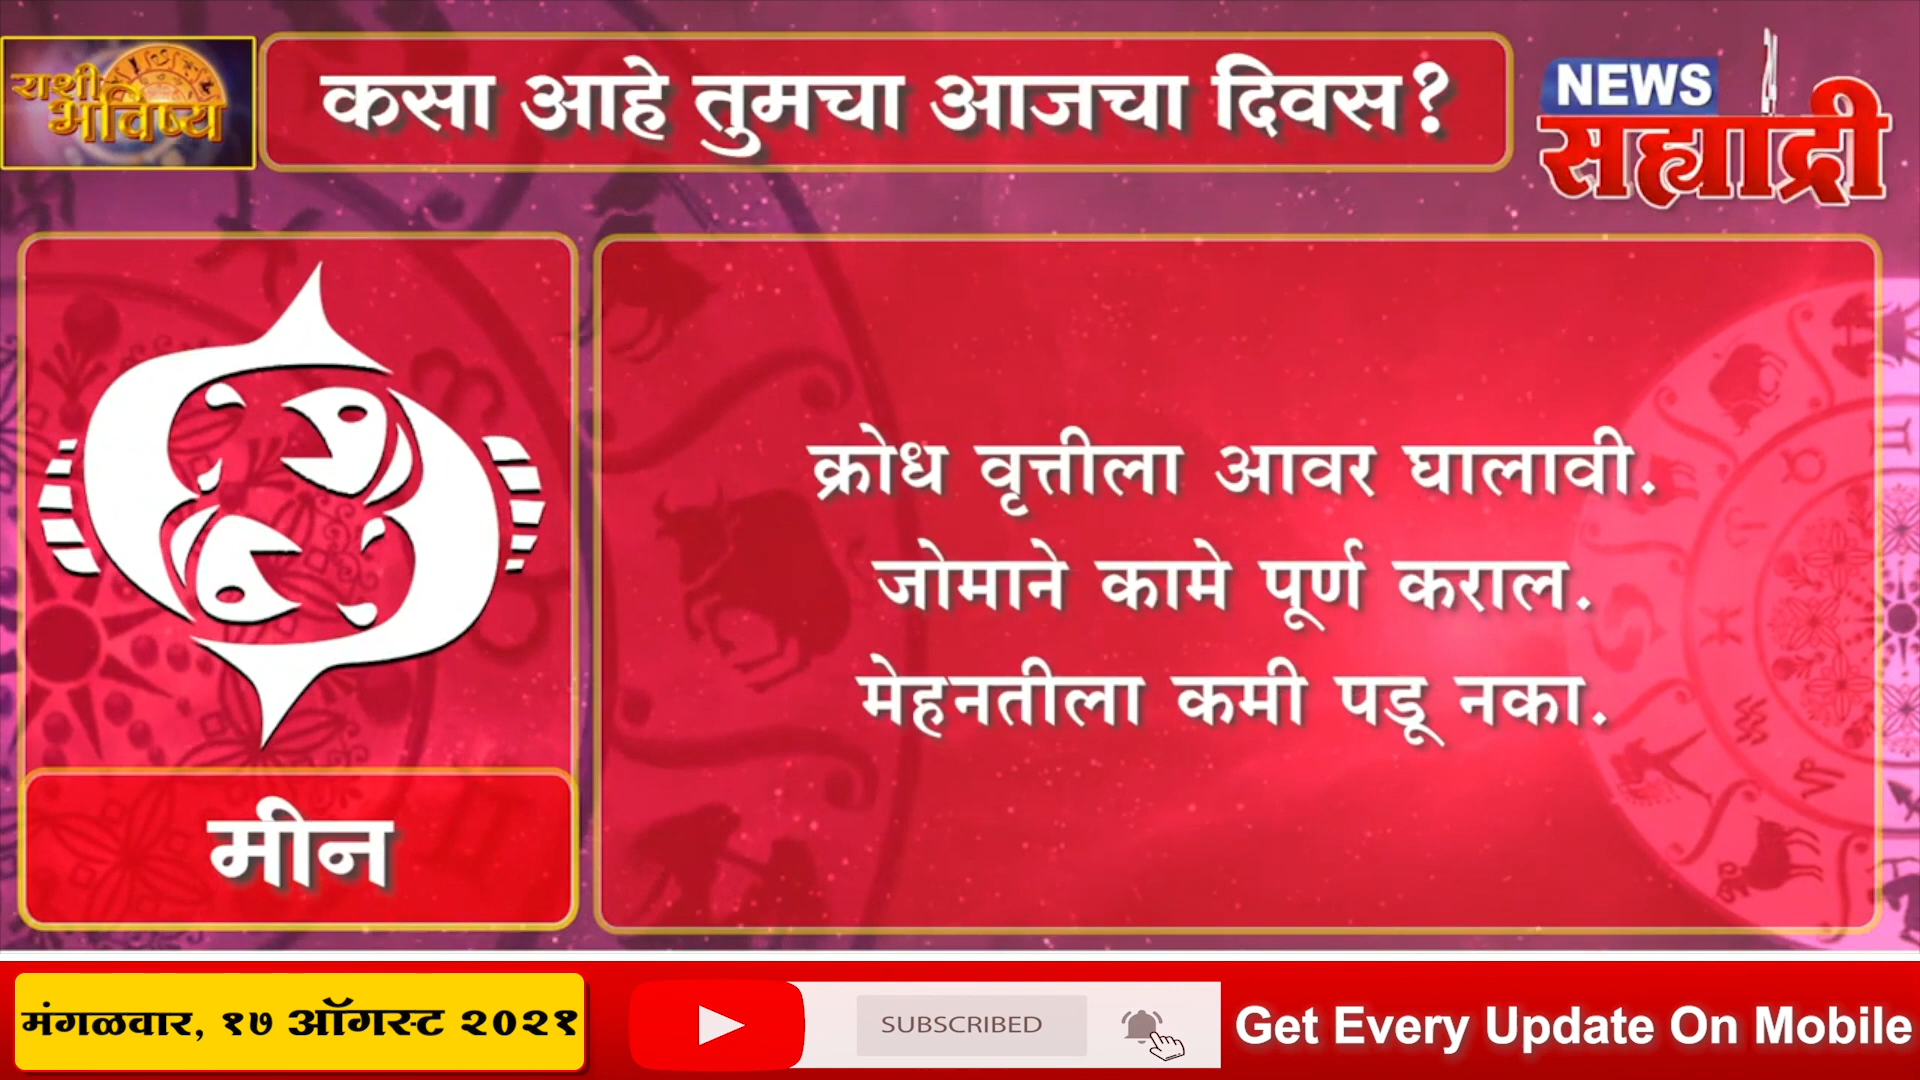 राशी
भविष्य
कसा आहे तुमचा आजचा दिवस?
NEWS
24
सह्याद्री
क्रोध वृत्तीला आवर घालावी.
जोमाने कामे पूर्ण कराल.
मेहनतीला कमी पडू नका.
मीन
मंगळवार, १७ ऑगस्ट २०२१
SUBSCRIBED
Get Every Update On Mobile